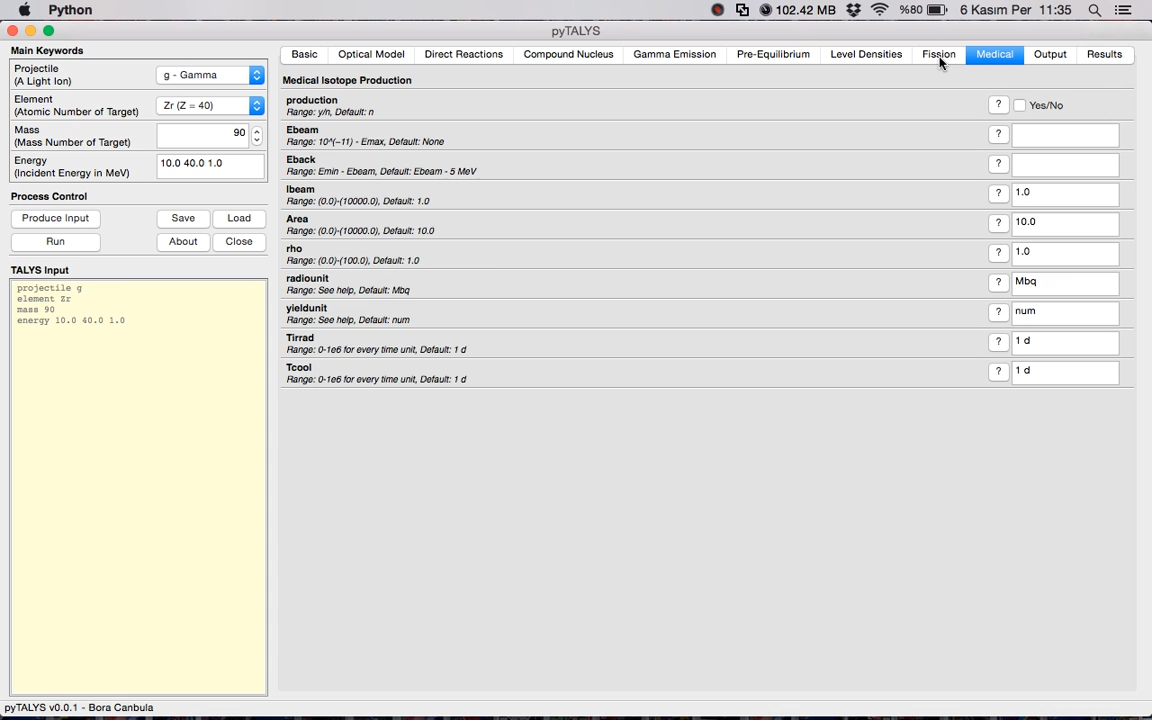 Python
102.42 MB
%80
6 Kasım Per 11:35
pyTALYS
Main Keywords
Projectile
(A Light Ion)
g - Gamma
Element
(Atomic Number of Target)
Zr (Z = 40)
Mass
(Mass Number of Target)
90
Energy
(Incident Energy in MeV)
10.0 40.0 1.0
Process Control
Produce Input
Save
Load
Run
About
Close
TALYS Input
projectile g
element Zr
mass 90
energy 10.0 40.0 1.0
Basic
Optical Model
Direct Reactions
Compound Nucleus
Gamma Emission
Pre-Equilibrium
Level Densities
Fission
Medical
Output
Results
Medical Isotope Production
production
Range: y/n, Default: n
?
Yes/No
Ebeam
Range: 10^(−11) - Emax, Default: None
?
Eback
Range: Emin - Ebeam, Default: Ebeam - 5 MeV
?
Ibeam
Range: (0.0)-(10000.0), Default: 1.0
?
1.0
Area
Range: (0.0)-(10000.0), Default: 10.0
?
10.0
rho
Range: (0.0)-(100.0), Default: 1.0
?
1.0
radiounit
Range: See help, Default: Mbq
?
Mbq
yieldunit
Range: See help, Default: num
?
num
Tirrad
Range: 0-1e6 for every time unit, Default: 1 d
?
1 d
Tcool
Range: 0-1e6 for every time unit, Default: 1 d
?
1 d
pyTALYS v0.0.1 - Bora Canbula